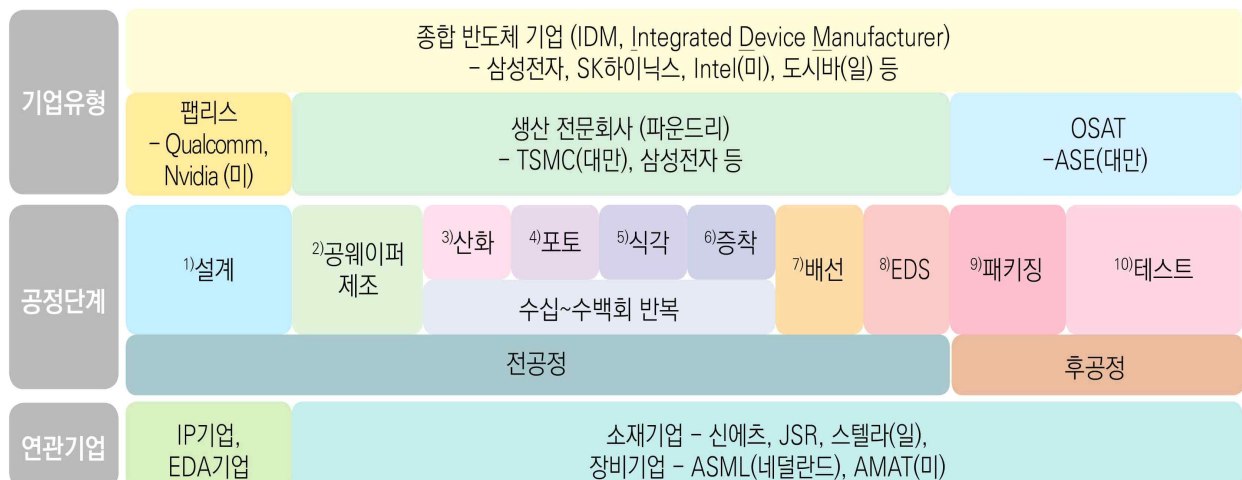 기업유형
종합 반도체 기업 (IDM, Integrated Device Manufacturer)
– 삼성전자, SK하이닉스, Intel(미), 도시바(일) 등
팹리스
– Qualcomm,
Nvidia (미)
생산 전문회사 (파운드리)
– TSMC(대만), 삼성전자 등
OSAT
–ASE(대만)
공정단계
1)설계
2)공웨이퍼
제조
3)산화
4)포토
5)식각
6)증착
수십~수백회 반복
7)배선
8)EDS
9)패키징
10)테스트
전공정
후공정
연관기업
IP기업,
EDA기업
소재기업 – 신에츠, JSR, 스텔라(일),
장비기업 – ASML(네덜란드), AMAT(미)